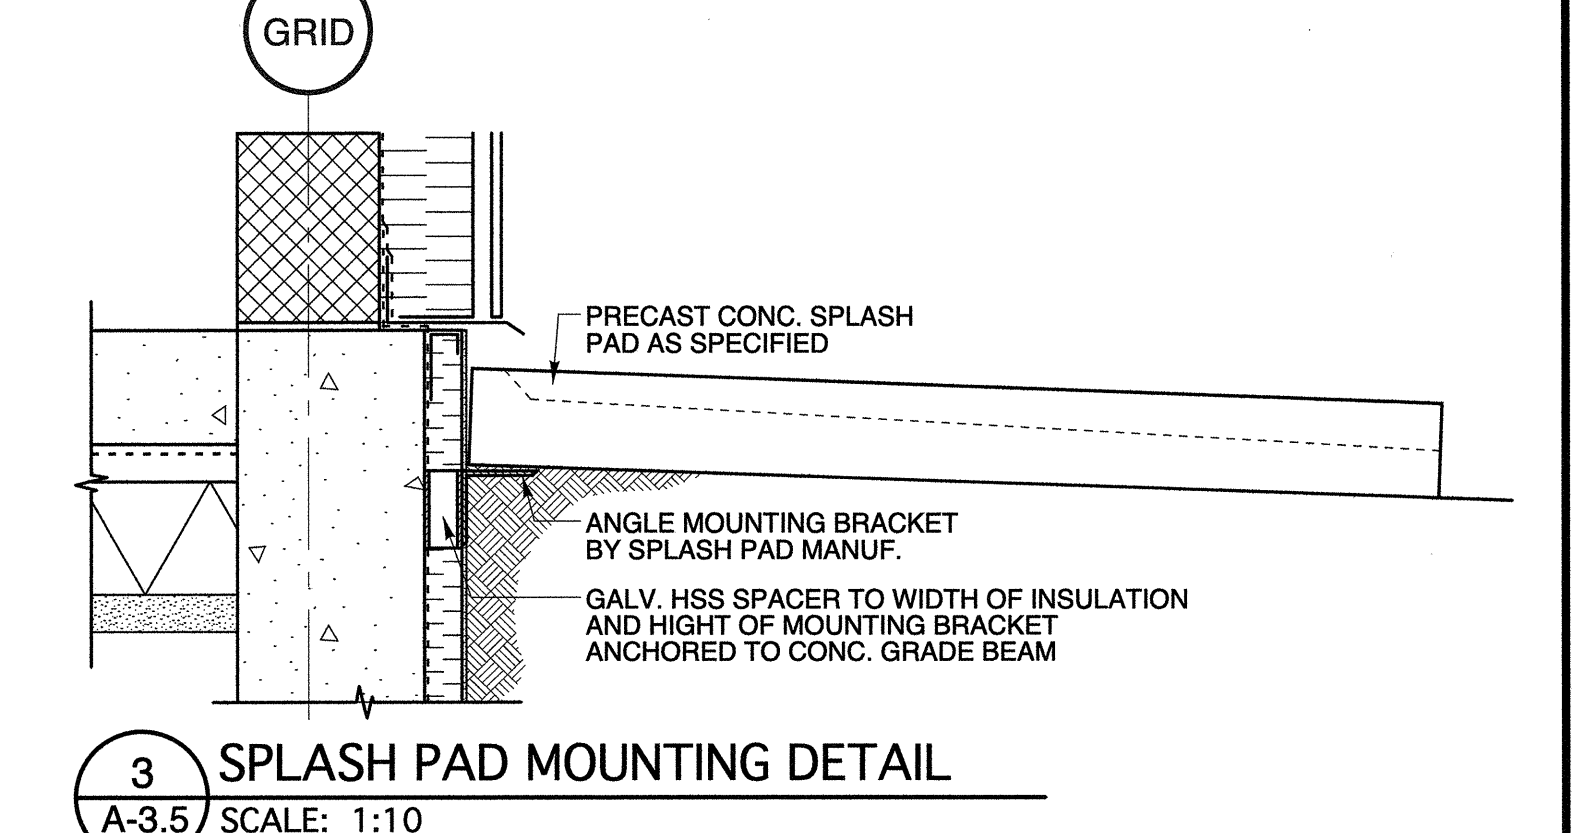 GRID
PRECAST CONC. SPLASH
PAD AS SPECIFIED
ANGLE MOUNTING BRACKET
BY SPLASH PAD MANUF.
GALV. HSS SPACER TO WIDTH OF INSULATION
AND HIGHT OF MOUNTING BRACKET
ANCHORED TO CONC. GRADE BEAM
3
SPLASH PAD MOUNTING DETAIL
A-3.5
SCALE: 1:10